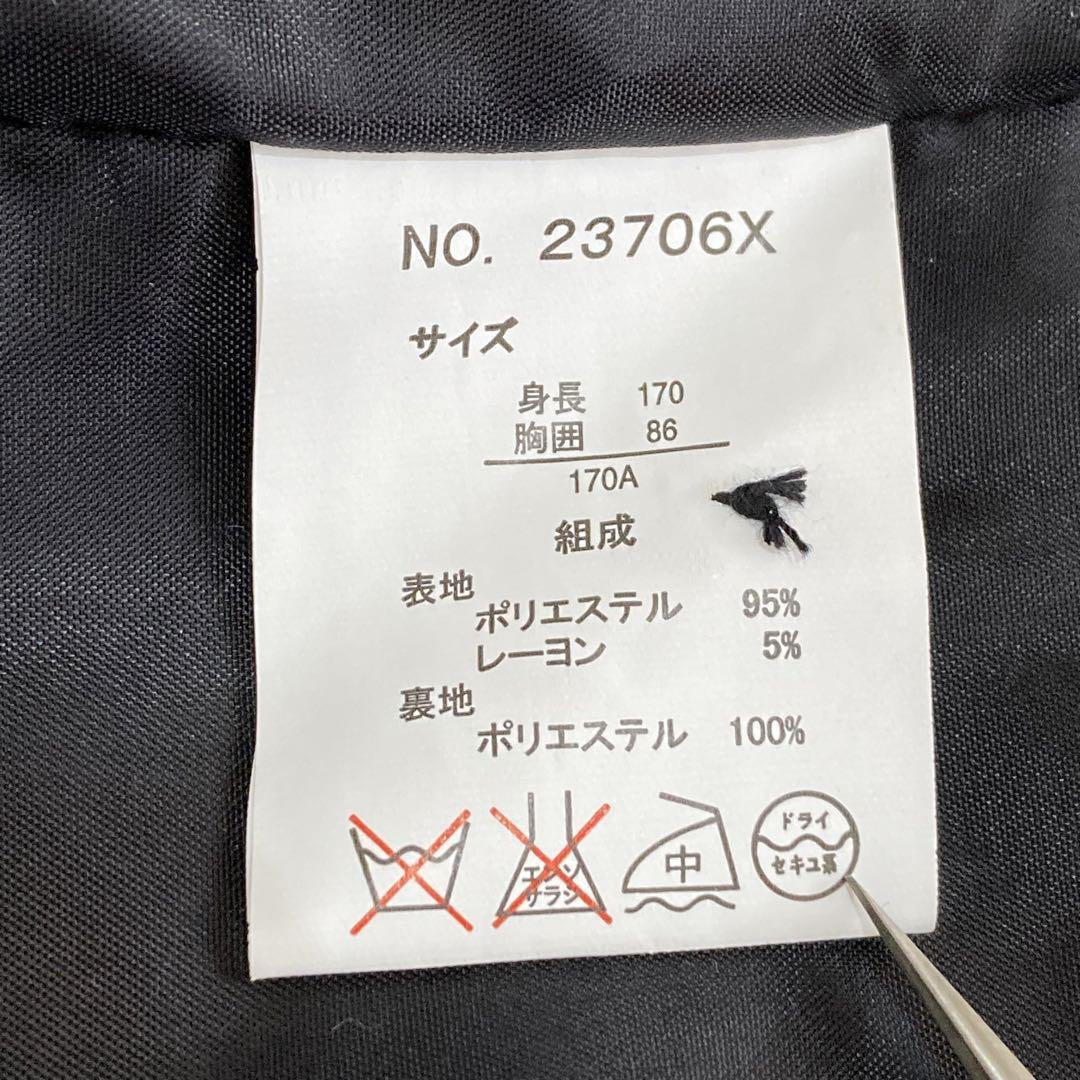 NO. 23706X
サイズ
身長 170
胸囲 86
170A
組成
表地
ポリエステル 95%
レーヨン 5%
裏地
ポリエステル 100%
エンソ
サラシ
中
ドライ
セキユ系